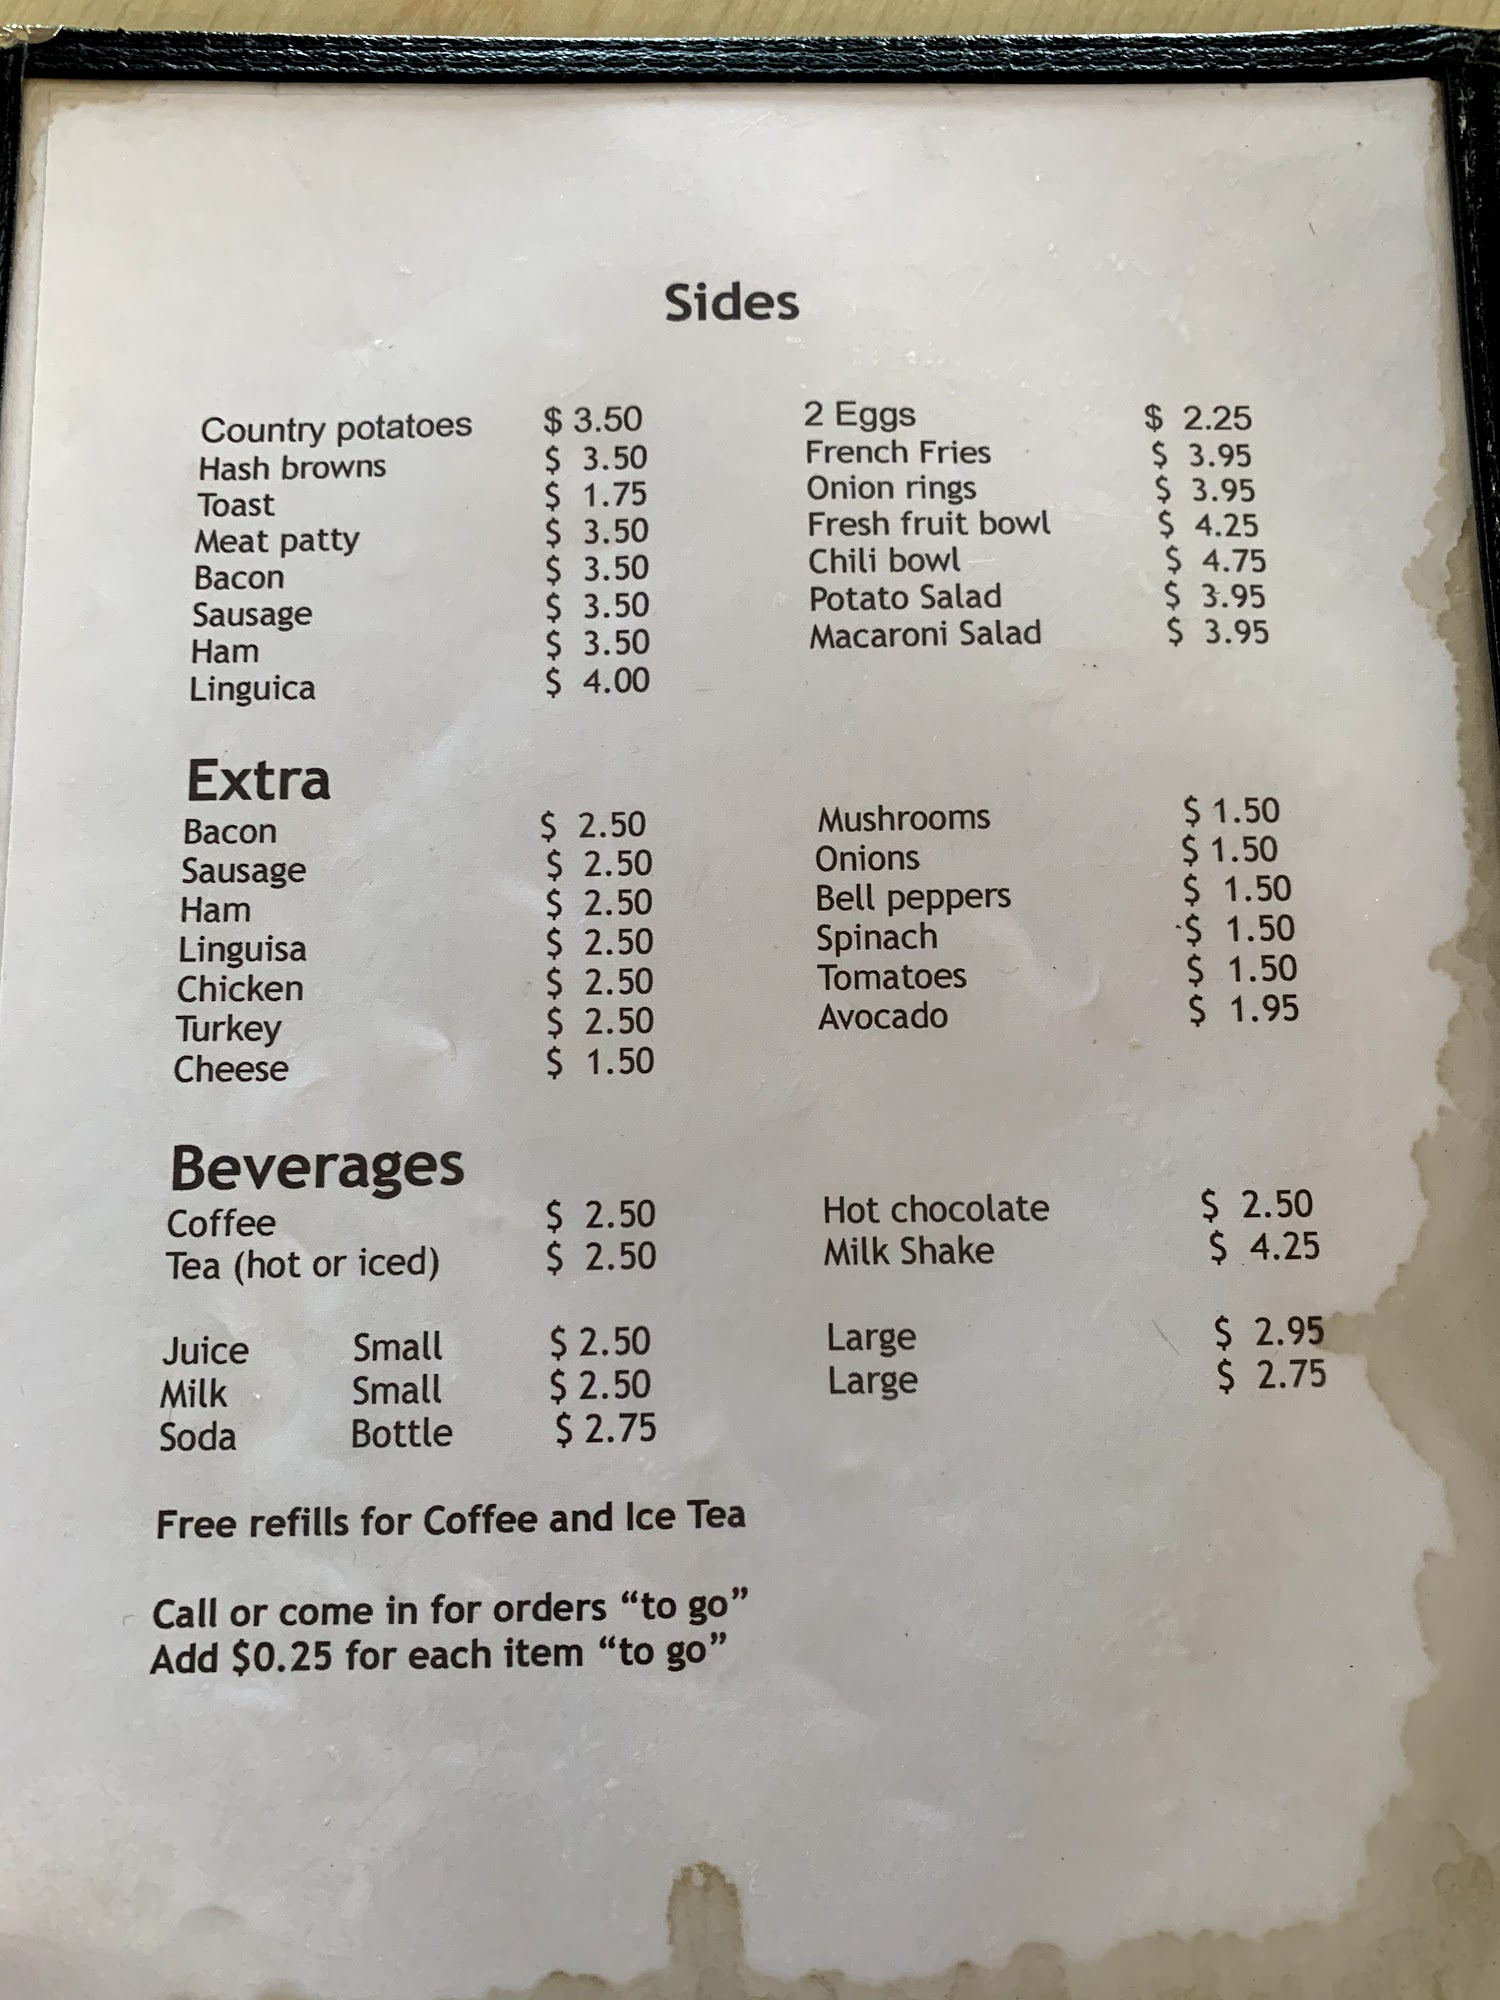 Sides
Country potatoes $ 3.50 2 Eggs $ 2.25
Hash browns $ 3.50 French Fries $ 3.95
Toast $ 1.75 Onion rings $ 3.95
Meat patty $ 3.50 Fresh fruit bowl $ 4.25
Bacon $ 3.50 Chili bowl $ 4.75
Sausage $ 3.50 Potato Salad $ 3.95
Ham $ 3.50 Macaroni Salad $ 3.95
Linguica $ 4.00
Extra
Bacon $ 2.50 Mushrooms $ 1.50
Sausage $ 2.50 Onions $ 1.50
Ham $ 2.50 Bell peppers $ 1.50
Linguisa $ 2.50 Spinach $ 1.50
Chicken $ 2.50 Tomatoes $ 1.50
Turkey $ 2.50 Avocado $ 1.95
Cheese $ 1.50
Beverages
Coffee $ 2.50 Hot chocolate $ 2.50
Tea (hot or iced) $ 2.50 Milk Shake $ 4.25
Juice Small $ 2.50 Large $ 2.95
Milk Small $ 2.50 Large $ 2.75
Soda Bottle $ 2.75
Free refills for Coffee and Ice Tea
Call or come in for orders “to go”
Add $0.25 for each item “to go”